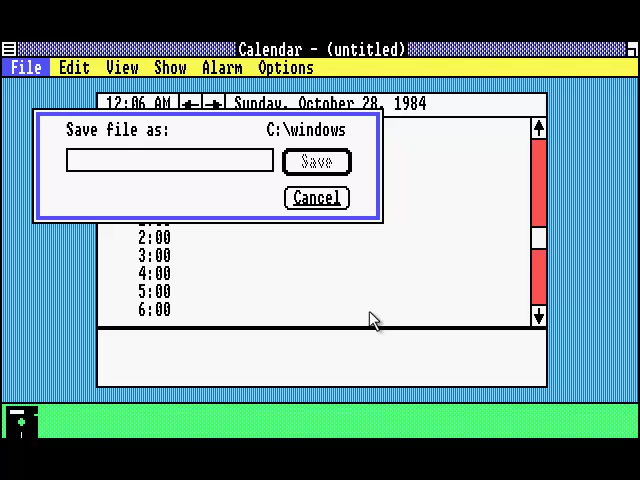 Calendar - (untitled)
File Edit View Show Alarm Options
12:06 AM Sunday, October 28, 1984
Save file as: C:\windows
Save
Cancel
2:00
3:00
4:00
5:00
6:00